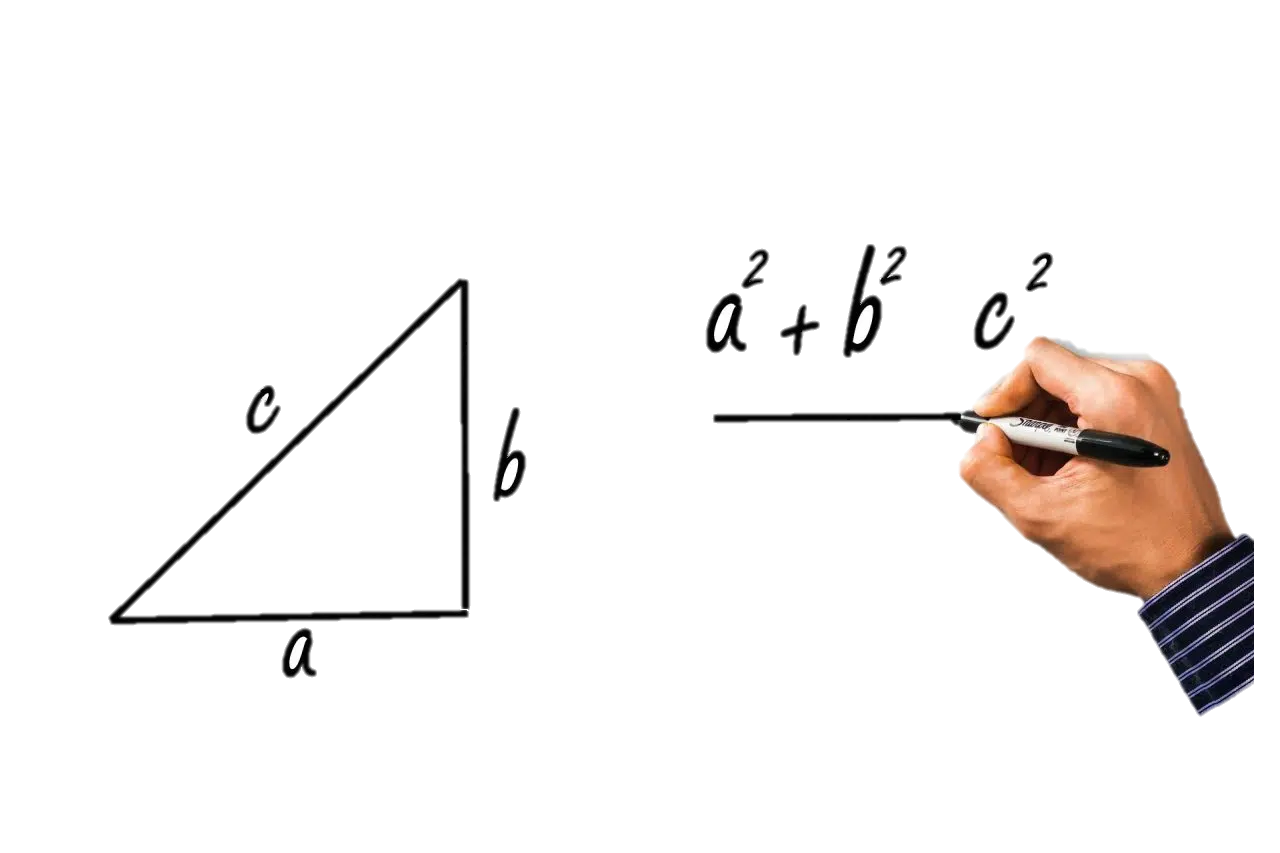 a² + b² c²
c
b
a